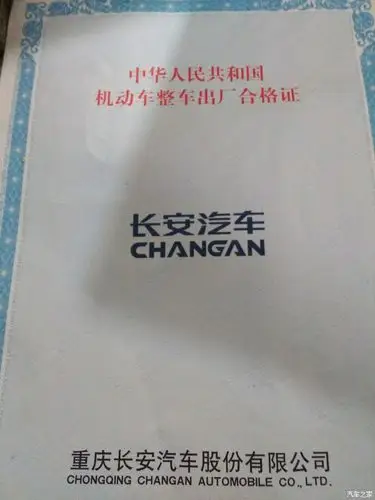 中华人民共和国
机动车整车出厂合格证
长安汽车
CHANGAN
重庆长安汽车股份有限公司
CHONGQING CHANGAN AUTOMOBILE CO., LTD.
汽车之家